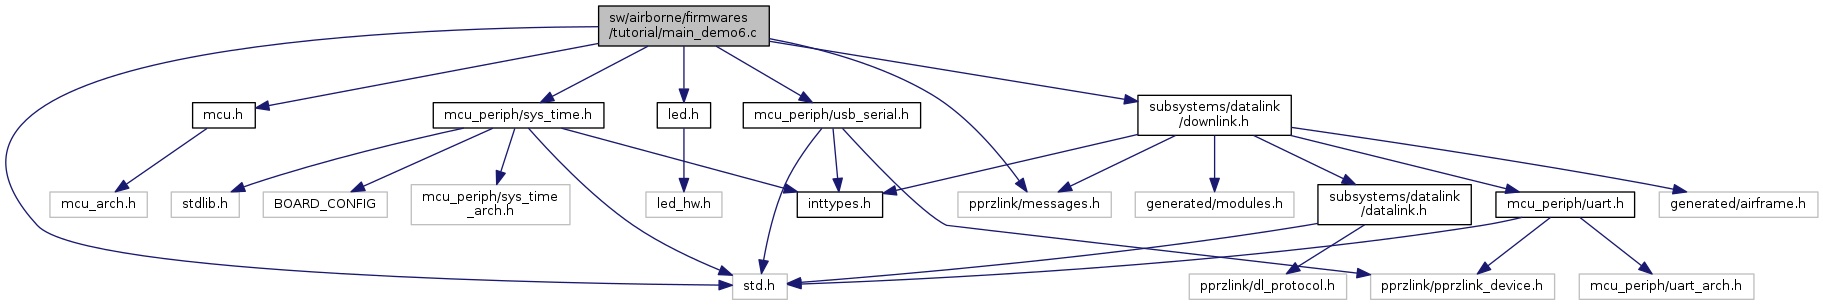 sw/airborne/firmwares
/tutorial/main_demo6.c
mcu.h
mcu_periph/sys_time.h
led.h
mcu_periph/usb_serial.h
subsystems/datalink
/downlink.h
mcu_arch.h
stdlib.h
BOARD_CONFIG
mcu_periph/sys_time
_arch.h
led_hw.h
inttypes.h
pprzlink/messages.h
generated/modules.h
subsystems/datalink
/datalink.h
mcu_periph/uart.h
generated/airframe.h
std.h
pprzlink/dl_protocol.h
pprzlink/pprzlink_device.h
mcu_periph/uart_arch.h